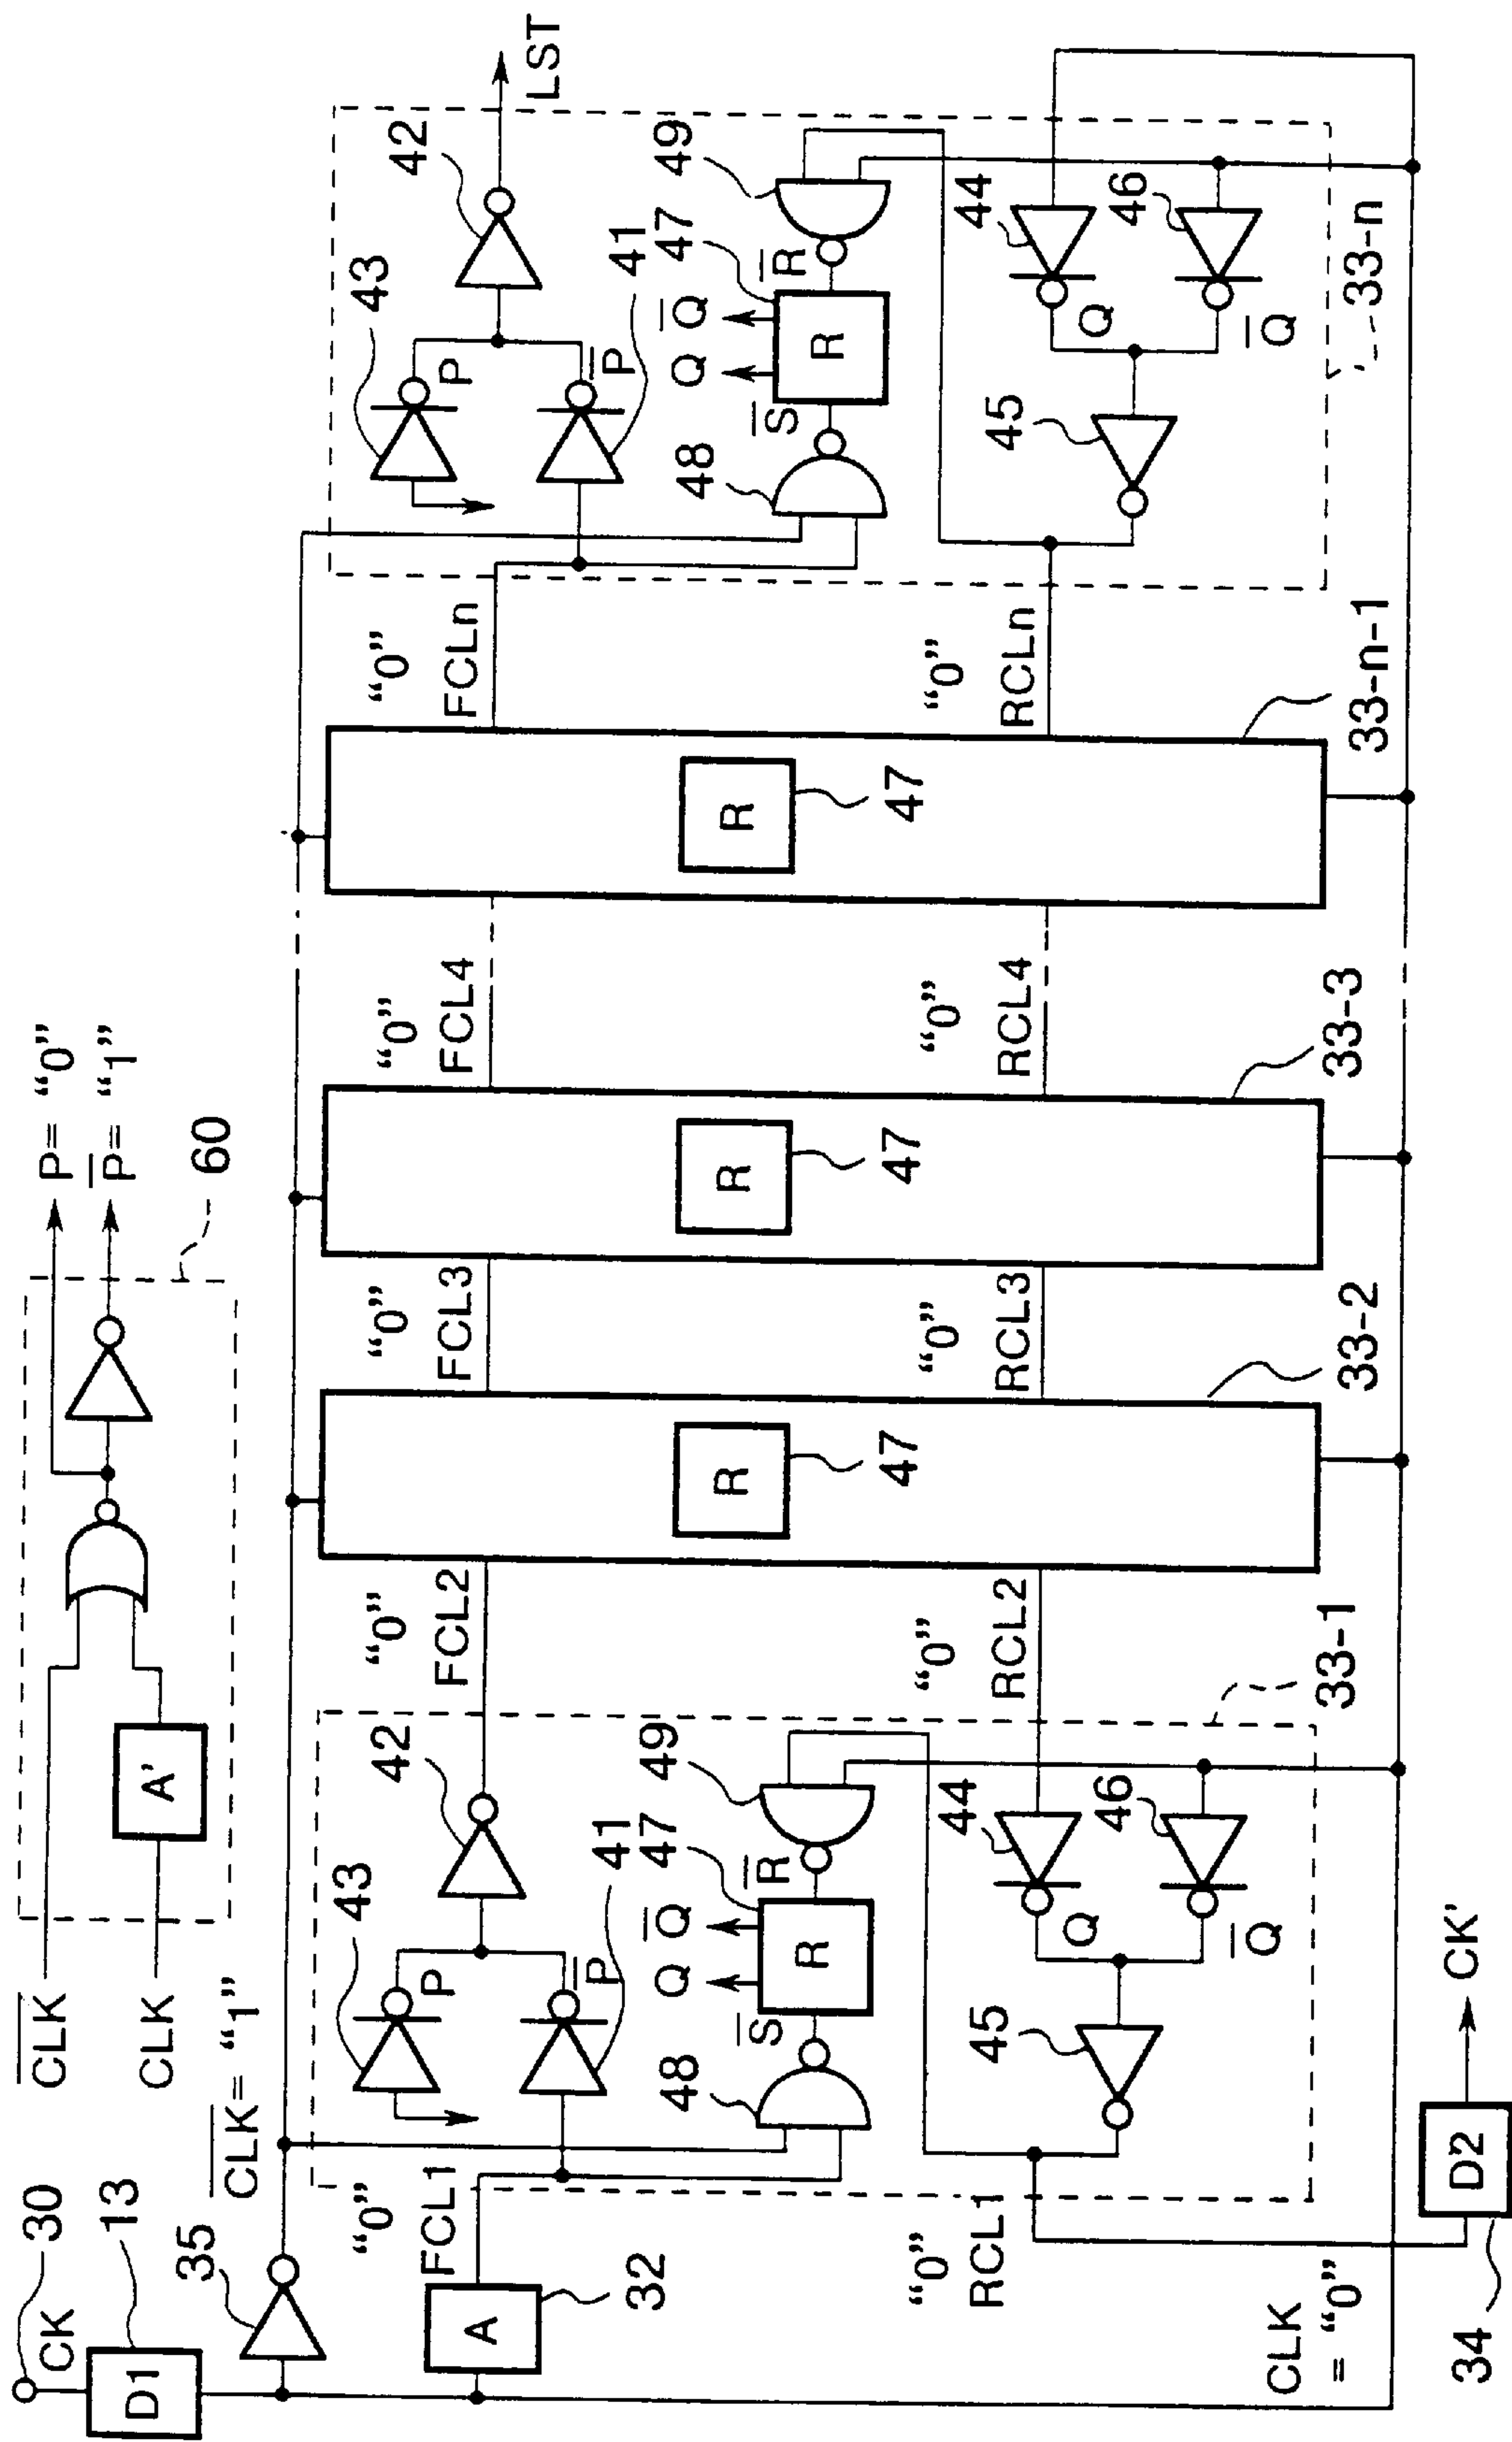 30
CK
13
D1
35
CLK = "1"
CLK
CLK
A'
60
P= "0"
P= "1"
A
32
"0"
FCL1
43
P
41
P
42
"0"
FCL2
48
S
R
Q
Q
47
R
49
45
44
Q
46
Q
"0"
RCL1
CLK
= "0"
34
D2
CK'
33-1
"0"
RCL2
R
47
33-2
"0"
FCL3
"0"
RCL3
R
47
33-3
"0"
FCL4
"0"
RCL4
R
47
33-n-1
"0"
FCLn
"0"
RCLn
43
P
41
P
42
LST
48
S
R
Q
Q
47
R
49
45
44
Q
46
Q
33-n